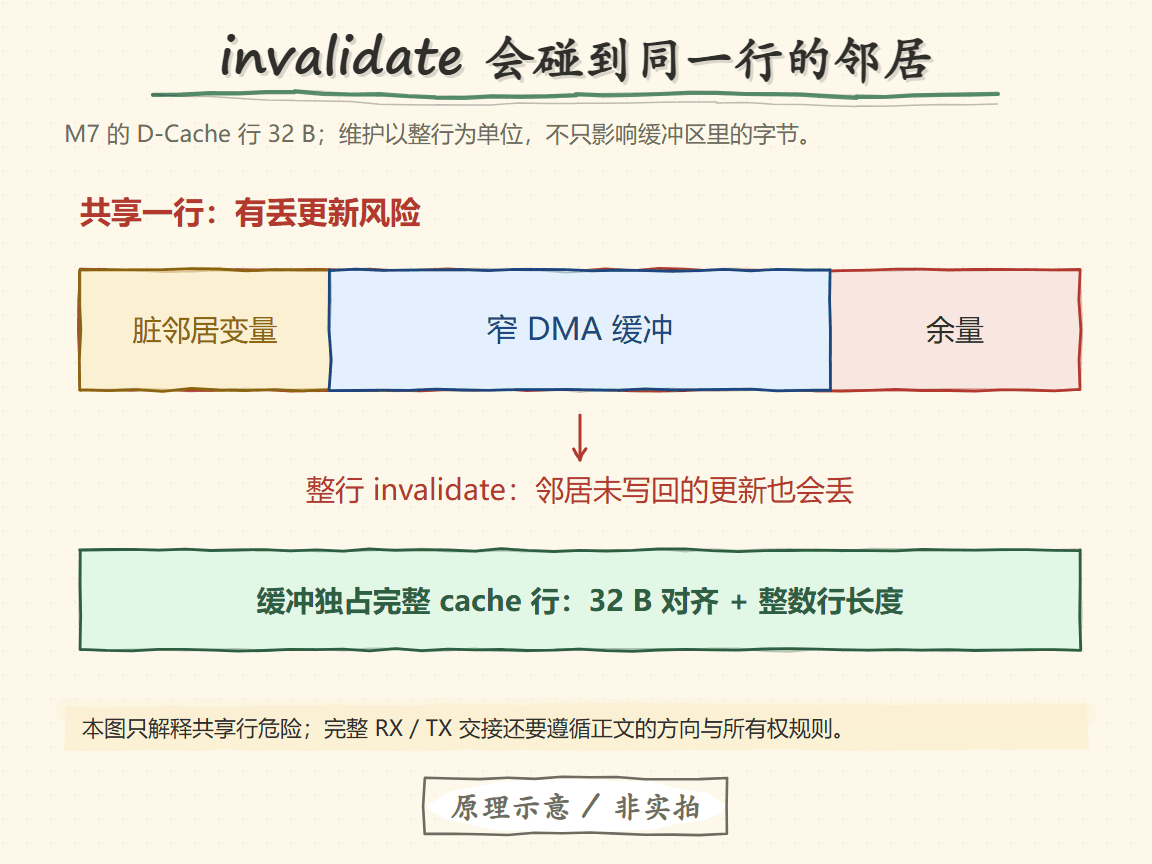 invalidate 会碰到同一行的邻居
M7 的 D-Cache 行 32 B；维护以整行为单位，不只影响缓冲区里的字节。
共享一行：有丢更新风险
脏邻居变量
窄 DMA 缓冲
余量
整行 invalidate：邻居未写回的更新也会丢
缓冲独占完整 cache 行：32 B 对齐 + 整数行长度
本图只解释共享行危险；完整 RX / TX 交接还要遵循正文的方向与所有权规则。
原理示意 / 非实拍